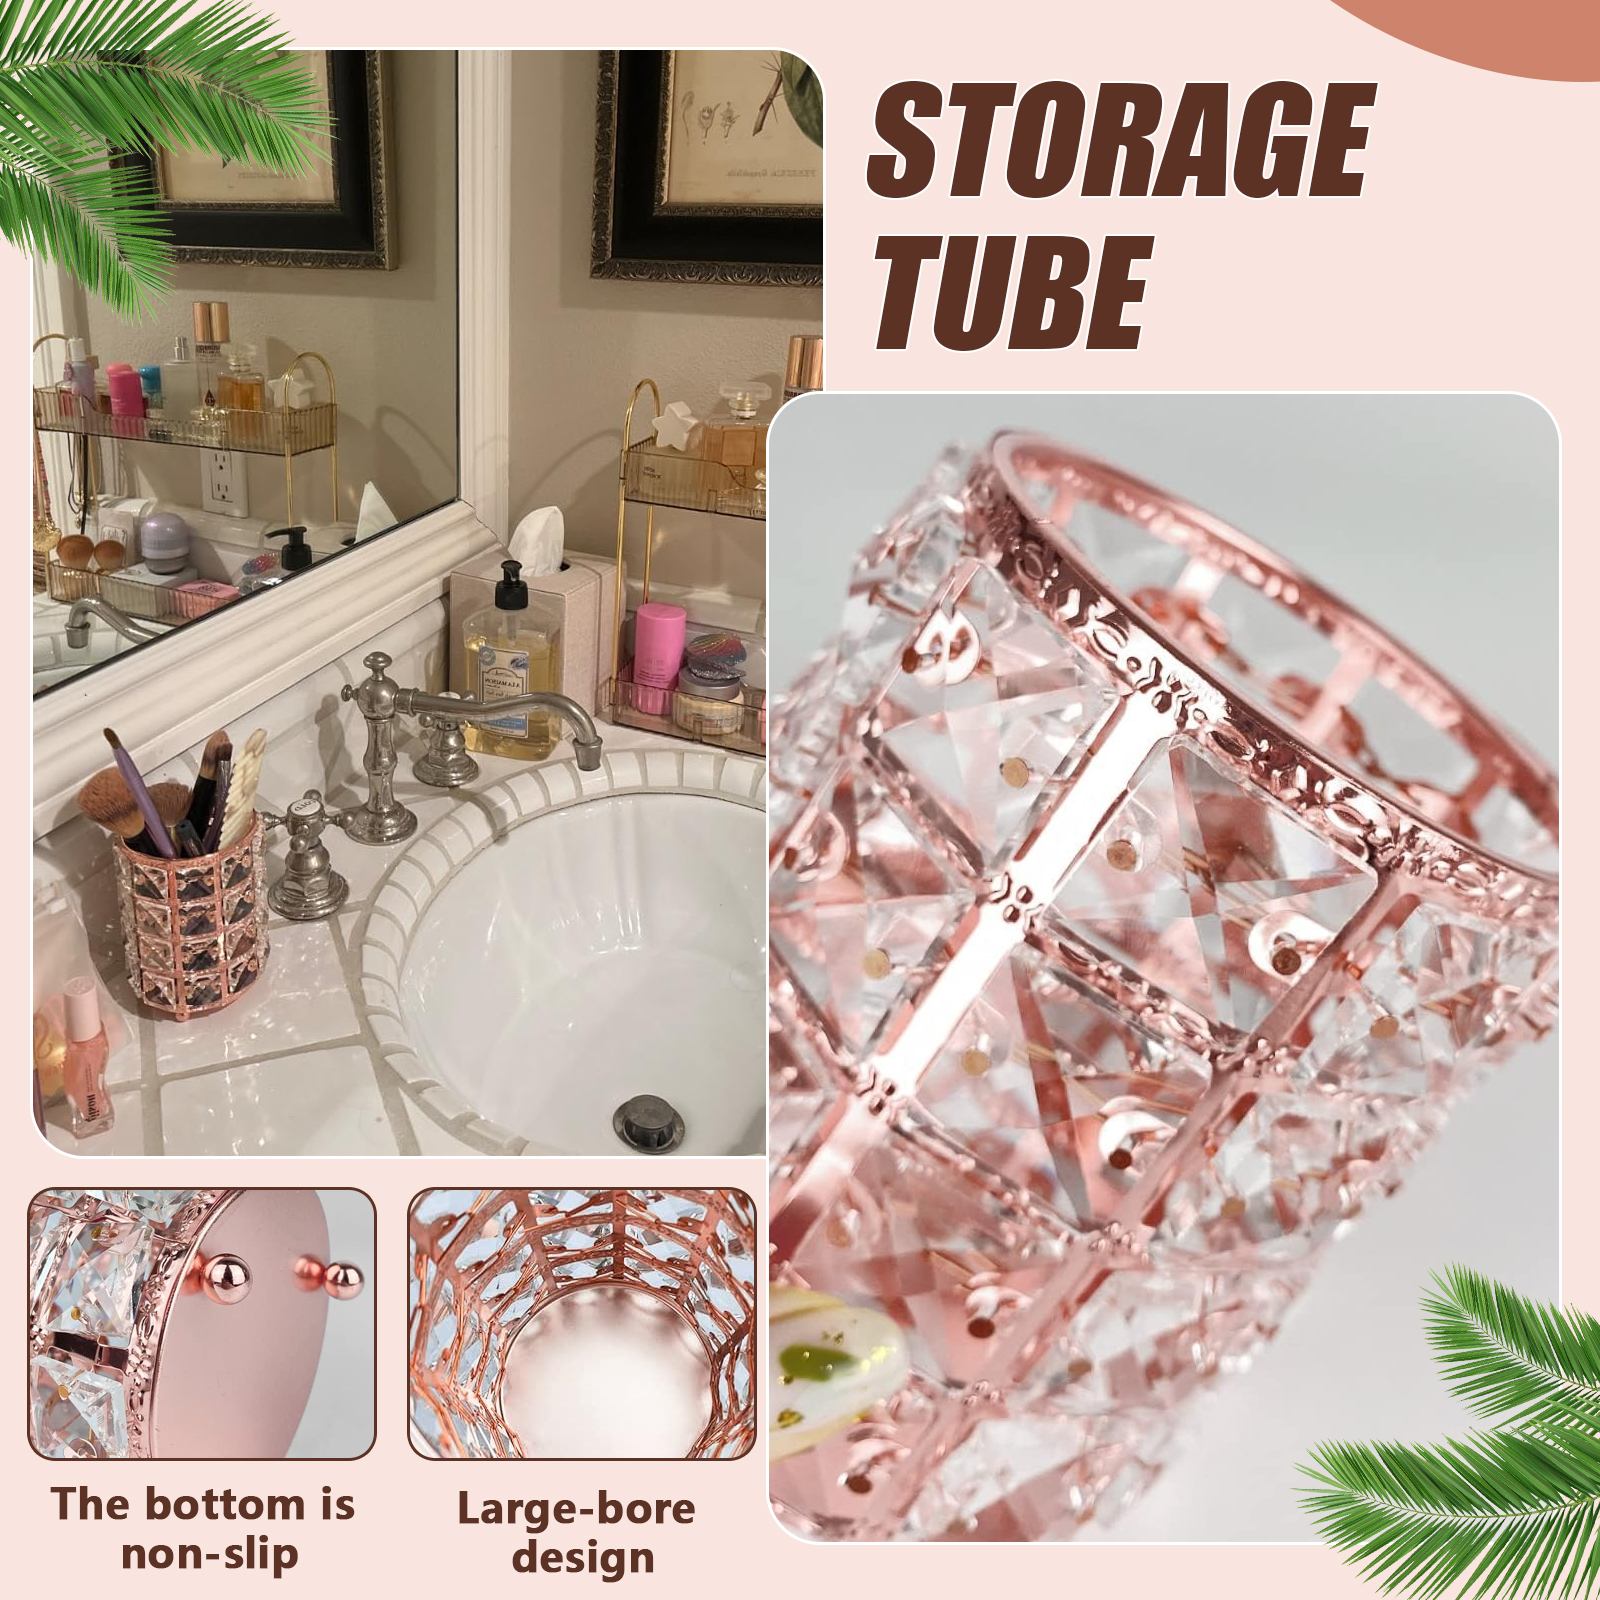 STORAGE
TUBE
The bottom is
non-slip
Large-bore
design